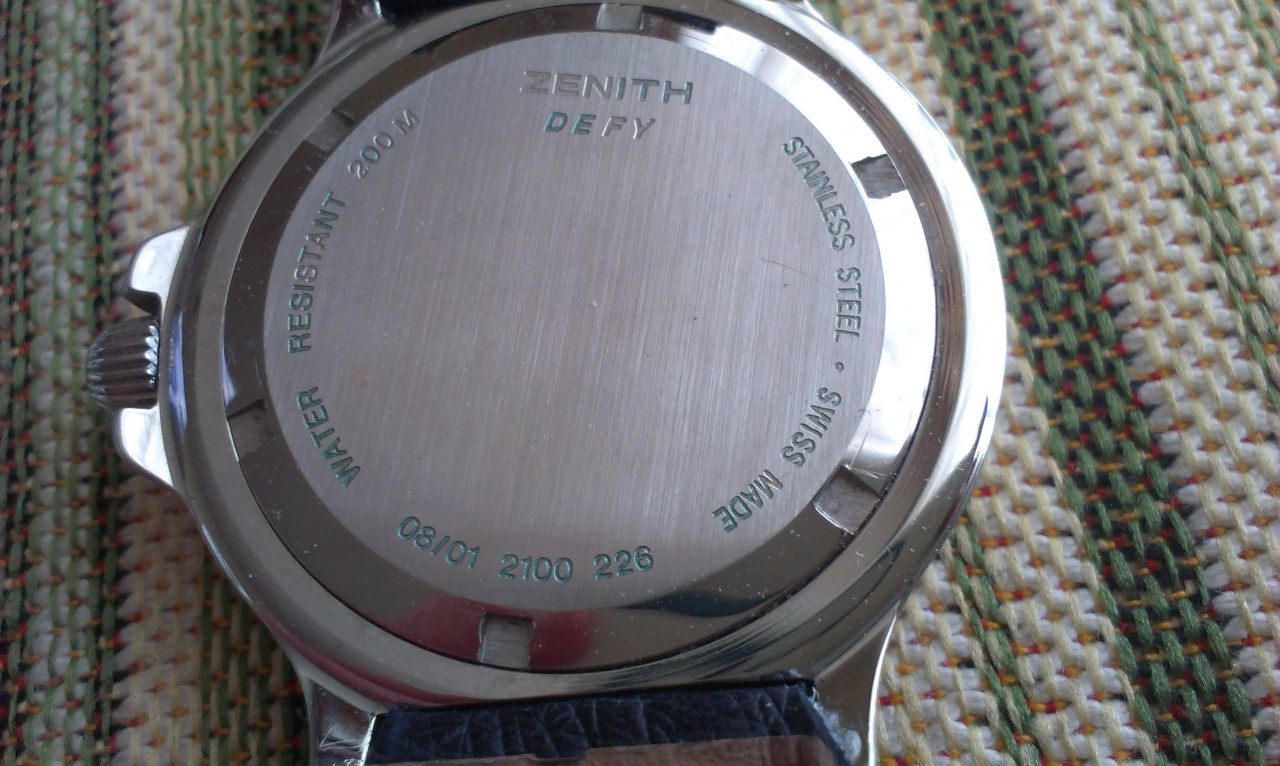 ZENITH
DEFY
STAINLESS STEEL • SWISS MADE
08/01 2100 226
WATER RESISTANT 200 M